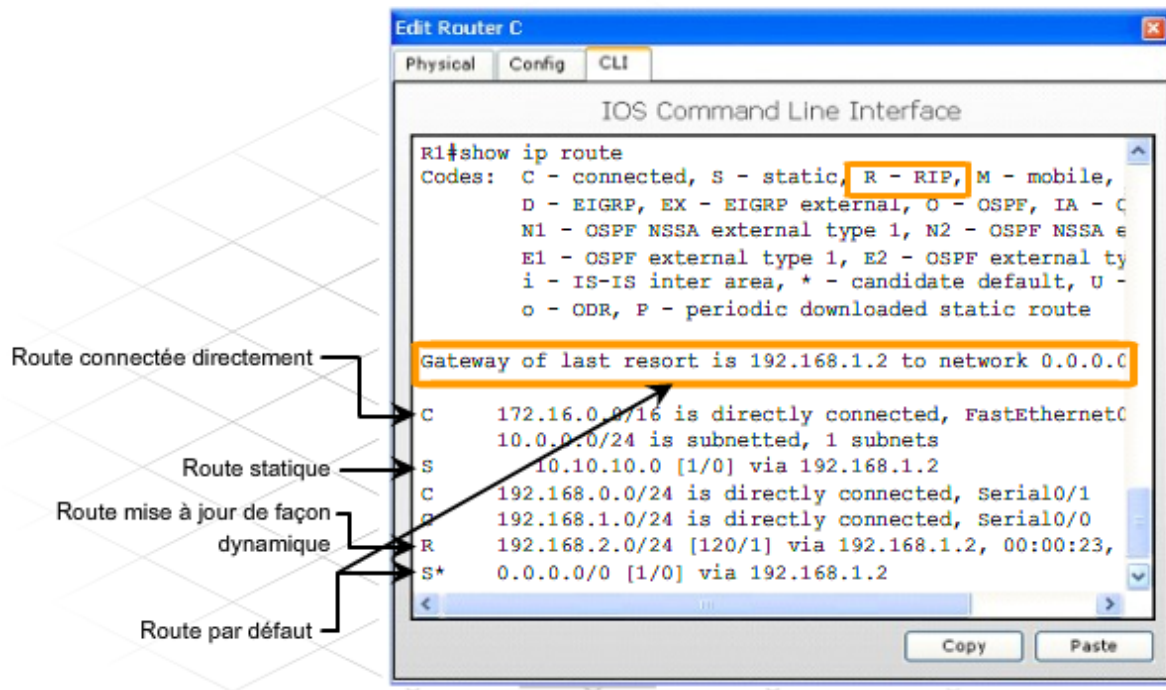 Edit Router C
Physical Config CLI
IOS Command Line Interface
R1#show ip route
Codes: C - connected, S - static, R - RIP, M - mobile,
D - EIGRP, EX - EIGRP external, O - OSPF, IA -
N1 - OSPF NSSA external type 1, N2 - OSPF NSSA e
E1 - OSPF external type 1, E2 - OSPF external ty
i - IS-IS inter area, * - candidate default, U -
o - ODR, P - periodic downloaded static route
Gateway of last resort is 192.168.1.2 to network 0.0.0.0
Route connectée directement
C 172.16.0.0/16 is directly connected, FastEthernet0
10.0.0.0/24 is subnetted, 1 subnets
Route statique
S 10.10.10.0 [1/0] via 192.168.1.2
C 192.168.0.0/24 is directly connected, Serial0/1
C 192.168.1.0/24 is directly connected, Serial0/0
Route mise à jour de façon
dynamique
R 192.168.2.0/24 [120/1] via 192.168.1.2, 00:00:23,
S* 0.0.0.0/0 [1/0] via 192.168.1.2
Route par défaut
Copy Paste